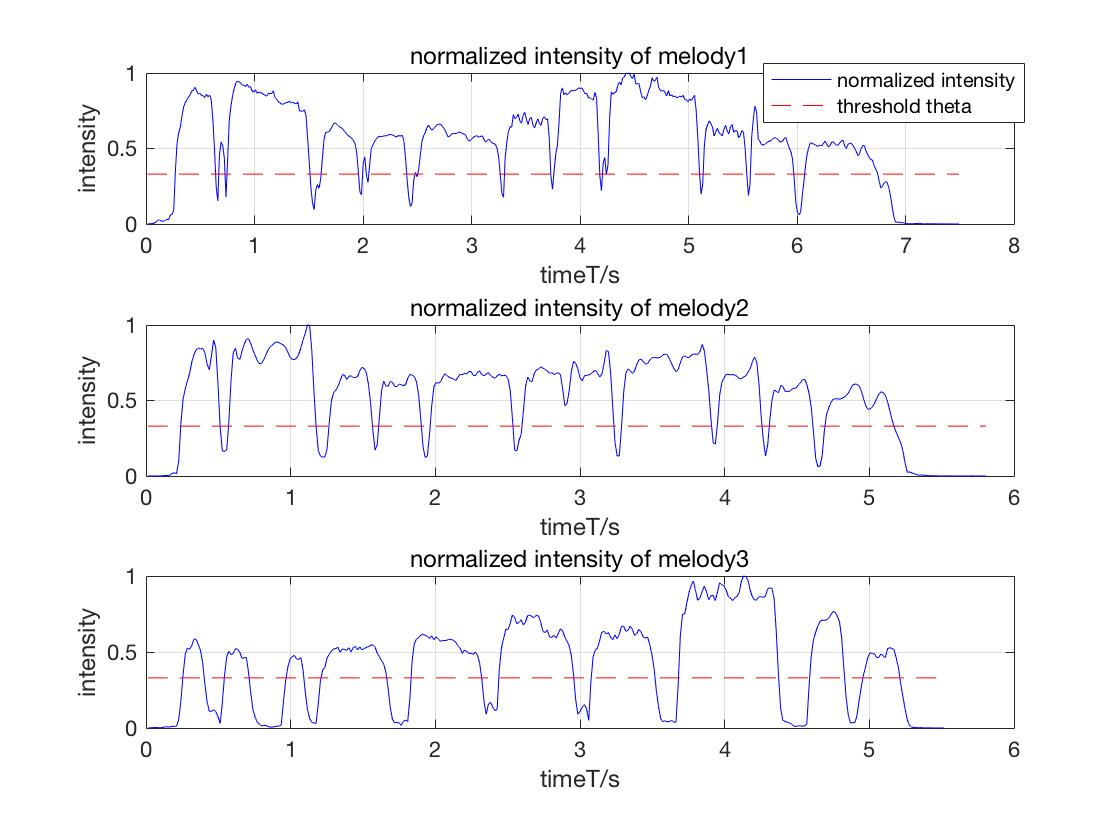 normalized intensity of melody1
normalized intensity
threshold theta
intensity
1
0.5
0
0 1 2 3 4 5 6 7 8
timeT/s
normalized intensity of melody2
intensity
1
0.5
0
0 1 2 3 4 5 6
timeT/s
normalized intensity of melody3
intensity
1
0.5
0
0 1 2 3 4 5 6
timeT/s